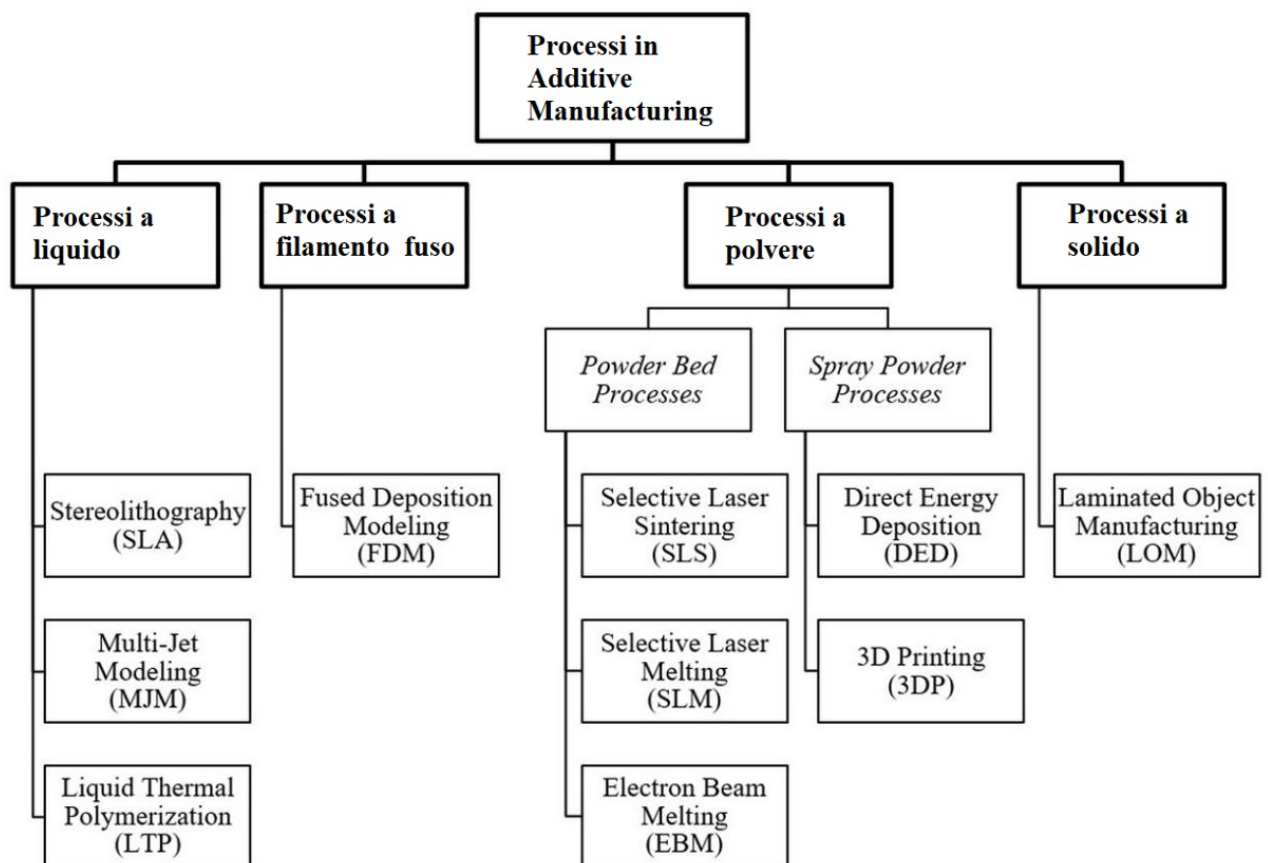 Processi in
Additive
Manufacturing
Processi a
liquido
Processi a
filamento fuso
Processi a
polvere
Processi a
solido
Powder Bed
Processes
Spray Powder
Processes
Stereolithography
(SLA)
Fused Deposition
Modeling
(FDM)
Selective Laser
Sintering
(SLS)
Direct Energy
Deposition
(DED)
Laminated Object
Manufacturing
(LOM)
Multi-Jet
Modeling
(MJM)
Selective Laser
Melting
(SLM)
3D Printing
(3DP)
Liquid Thermal
Polymerization
(LTP)
Electron Beam
Melting
(EBM)